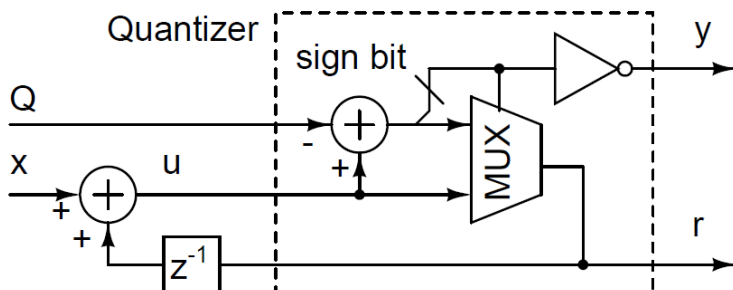 Quantizer
y
sign bit
Q
-
+
+
MUX
x
u
+
+
+
r
z-1